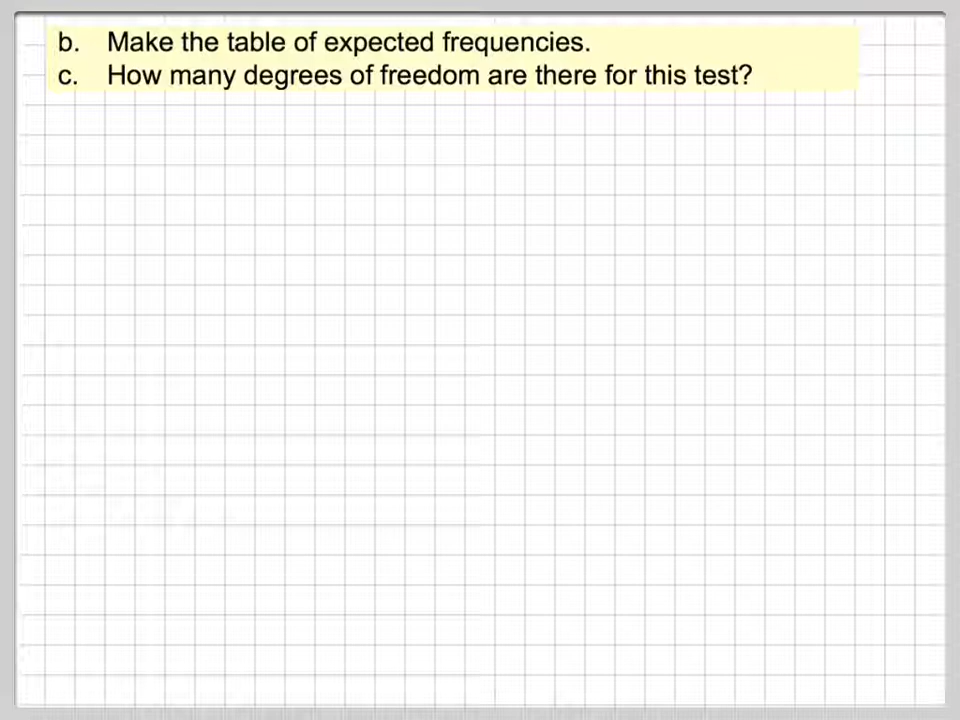 b. Make the table of expected frequencies.
c. How many degrees of freedom are there for this test?